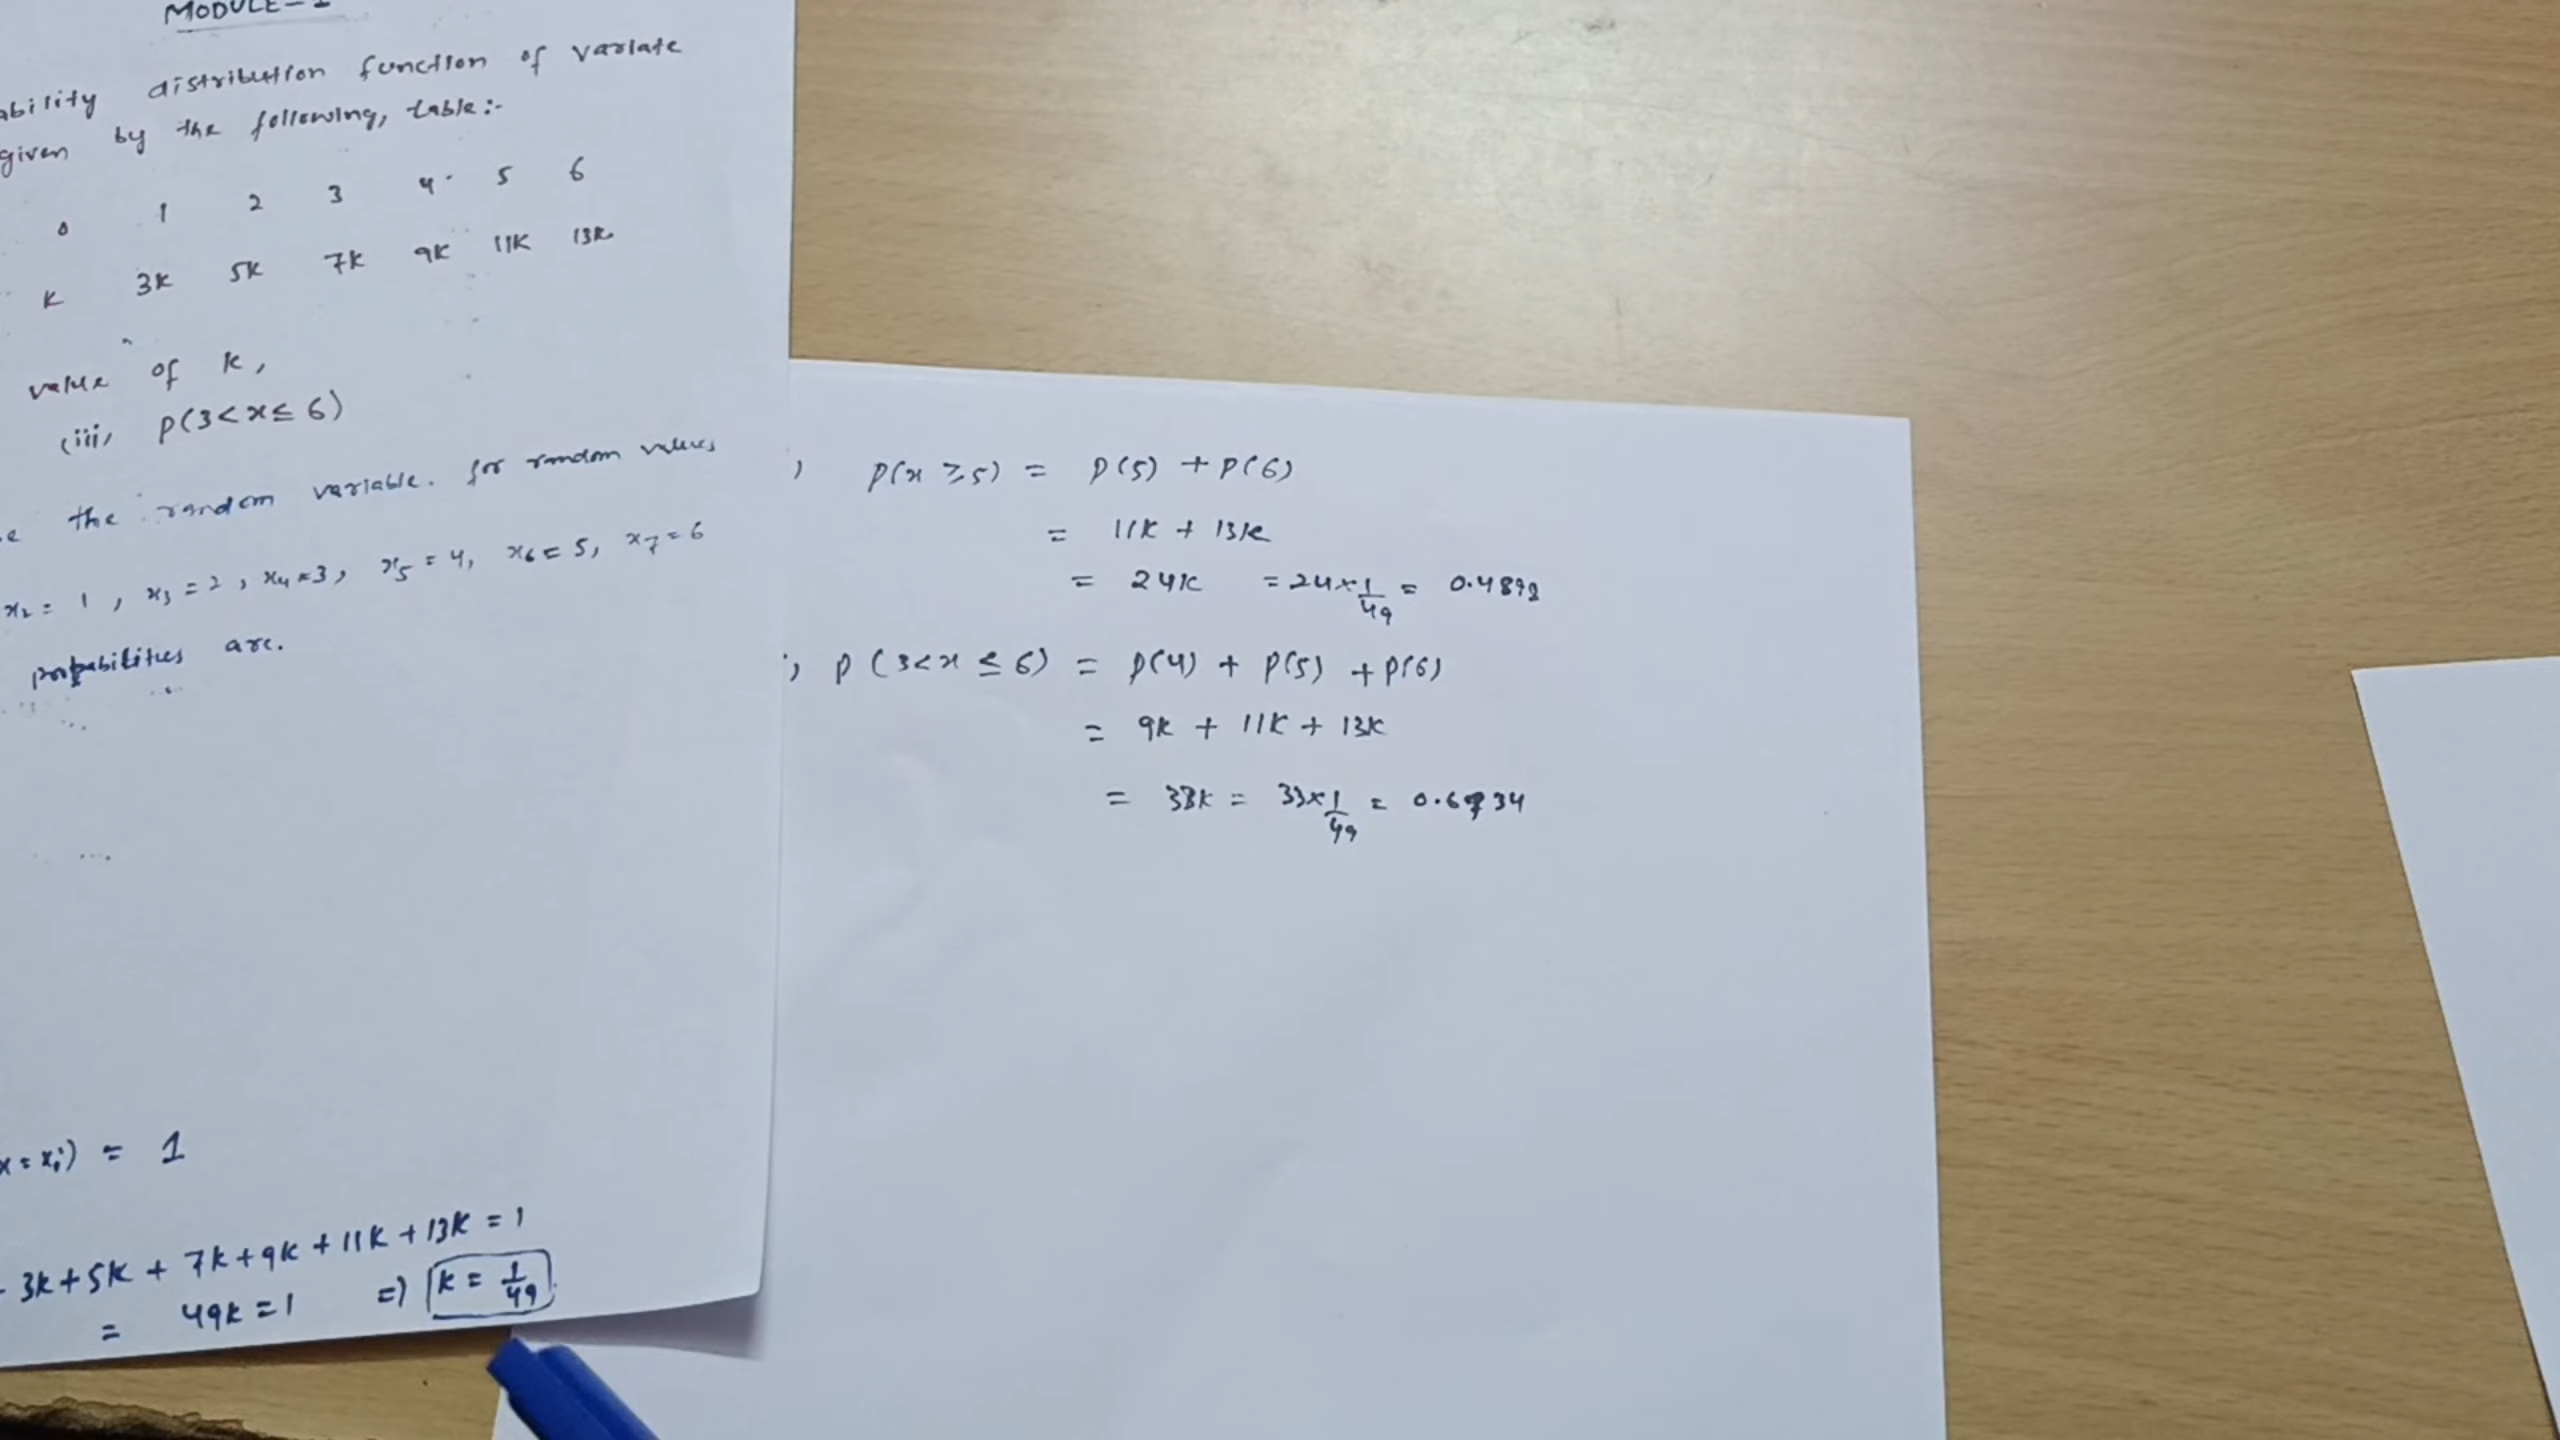 MODULE-1
ability distribution function of variate
given by the following, table:-
0 1 2 3 4 5 6
K 3K 5K 7K 9K 11K 13K
value of k,
(iii) P(3<x≤6)
the random variable. for random values
x₂ = 1, x₃ = 2, x₄ = 3, x₅ = 4, x₆ = 5, x₇ = 6
probabilities are.
x = xᵢ) = 1
3k+5k+7k+9k+11k+13k = 1
= 49k = 1 => k = 1/49
, P(x ≥ 5) = P(5) + P(6)
= 11k + 13k
= 24k = 24×1/49 = 0.4898
, P(3<x≤6) = P(4) + P(5) + P(6)
= 9k + 11k + 13k
= 33k = 33×1/49 = 0.6734